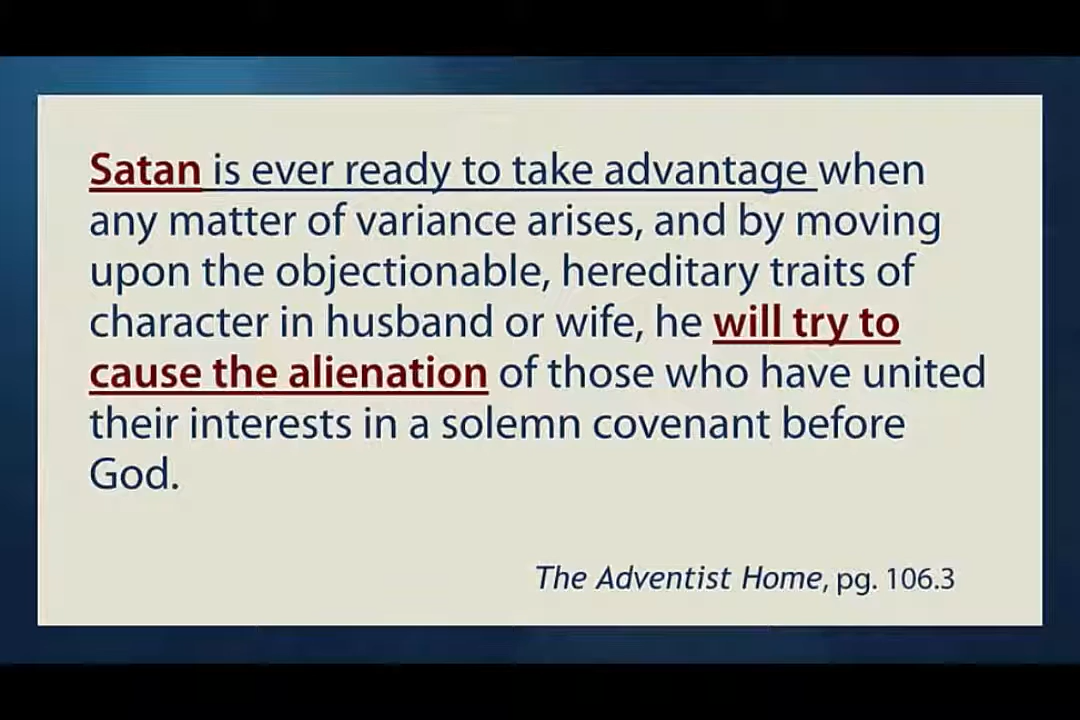 Satan is ever ready to take advantage when
any matter of variance arises, and by moving
upon the objectionable, hereditary traits of
character in husband or wife, he will try to
cause the alienation of those who have united
their interests in a solemn covenant before
God.
The Adventist Home, pg. 106.3